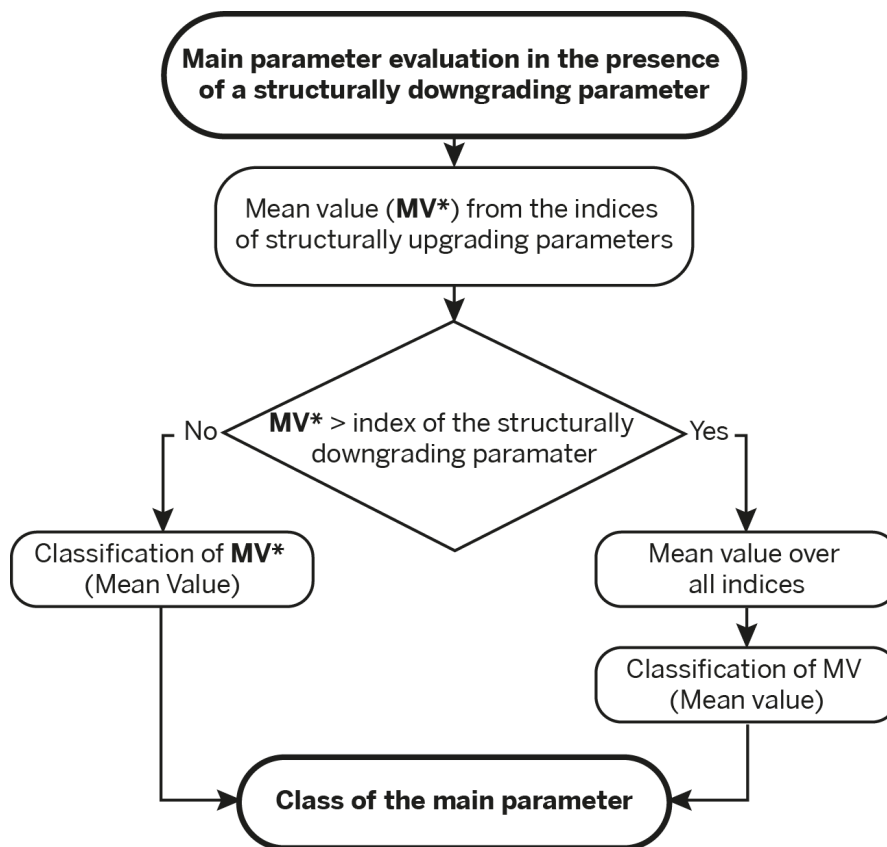 Main parameter evaluation in the presence
of a structurally downgrading parameter
Mean value (MV*) from the indices
of structurally upgrading parameters
MV* > index of the structurally
downgrading paramater
No
Yes
Classification of MV*
(Mean Value)
Mean value over
all indices
Classification of MV
(Mean value)
Class of the main parameter